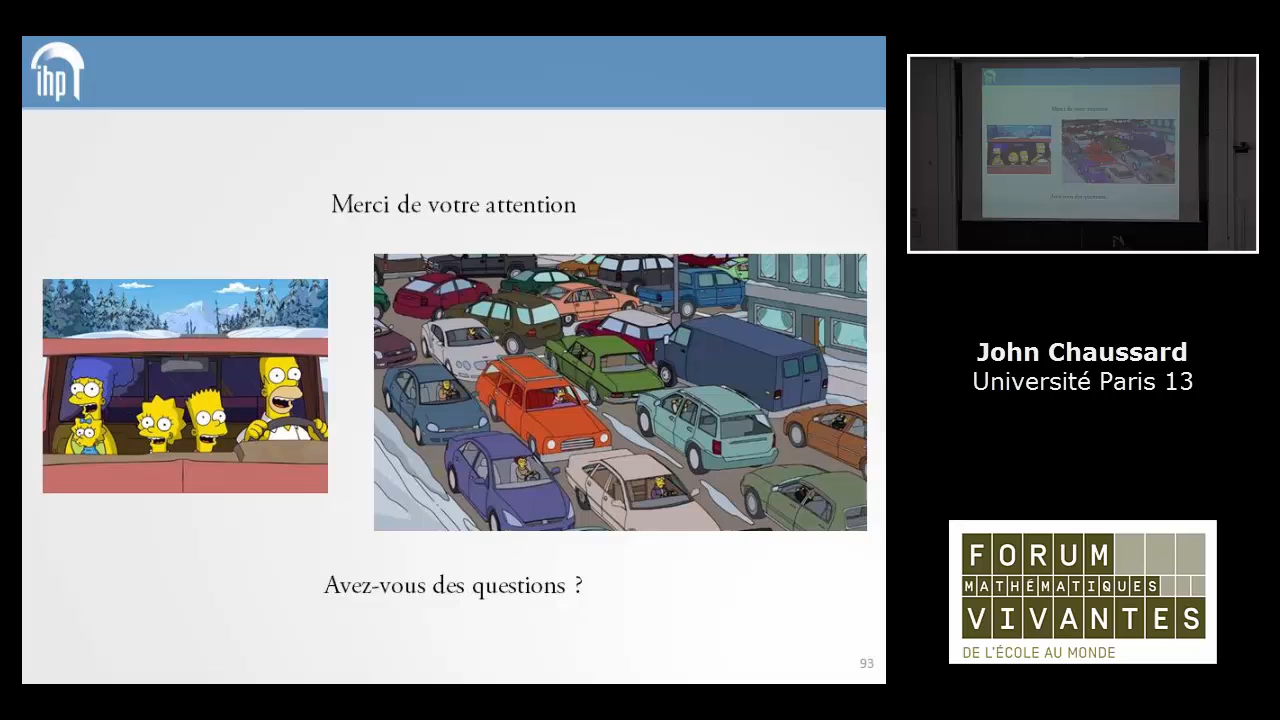 ihp
Merci de votre attention
Avez-vous des questions ?
93
John Chaussard
Université Paris 13
FORUM
MATHÉMATIQUES
VIVANTES
DE L'ÉCOLE AU MONDE